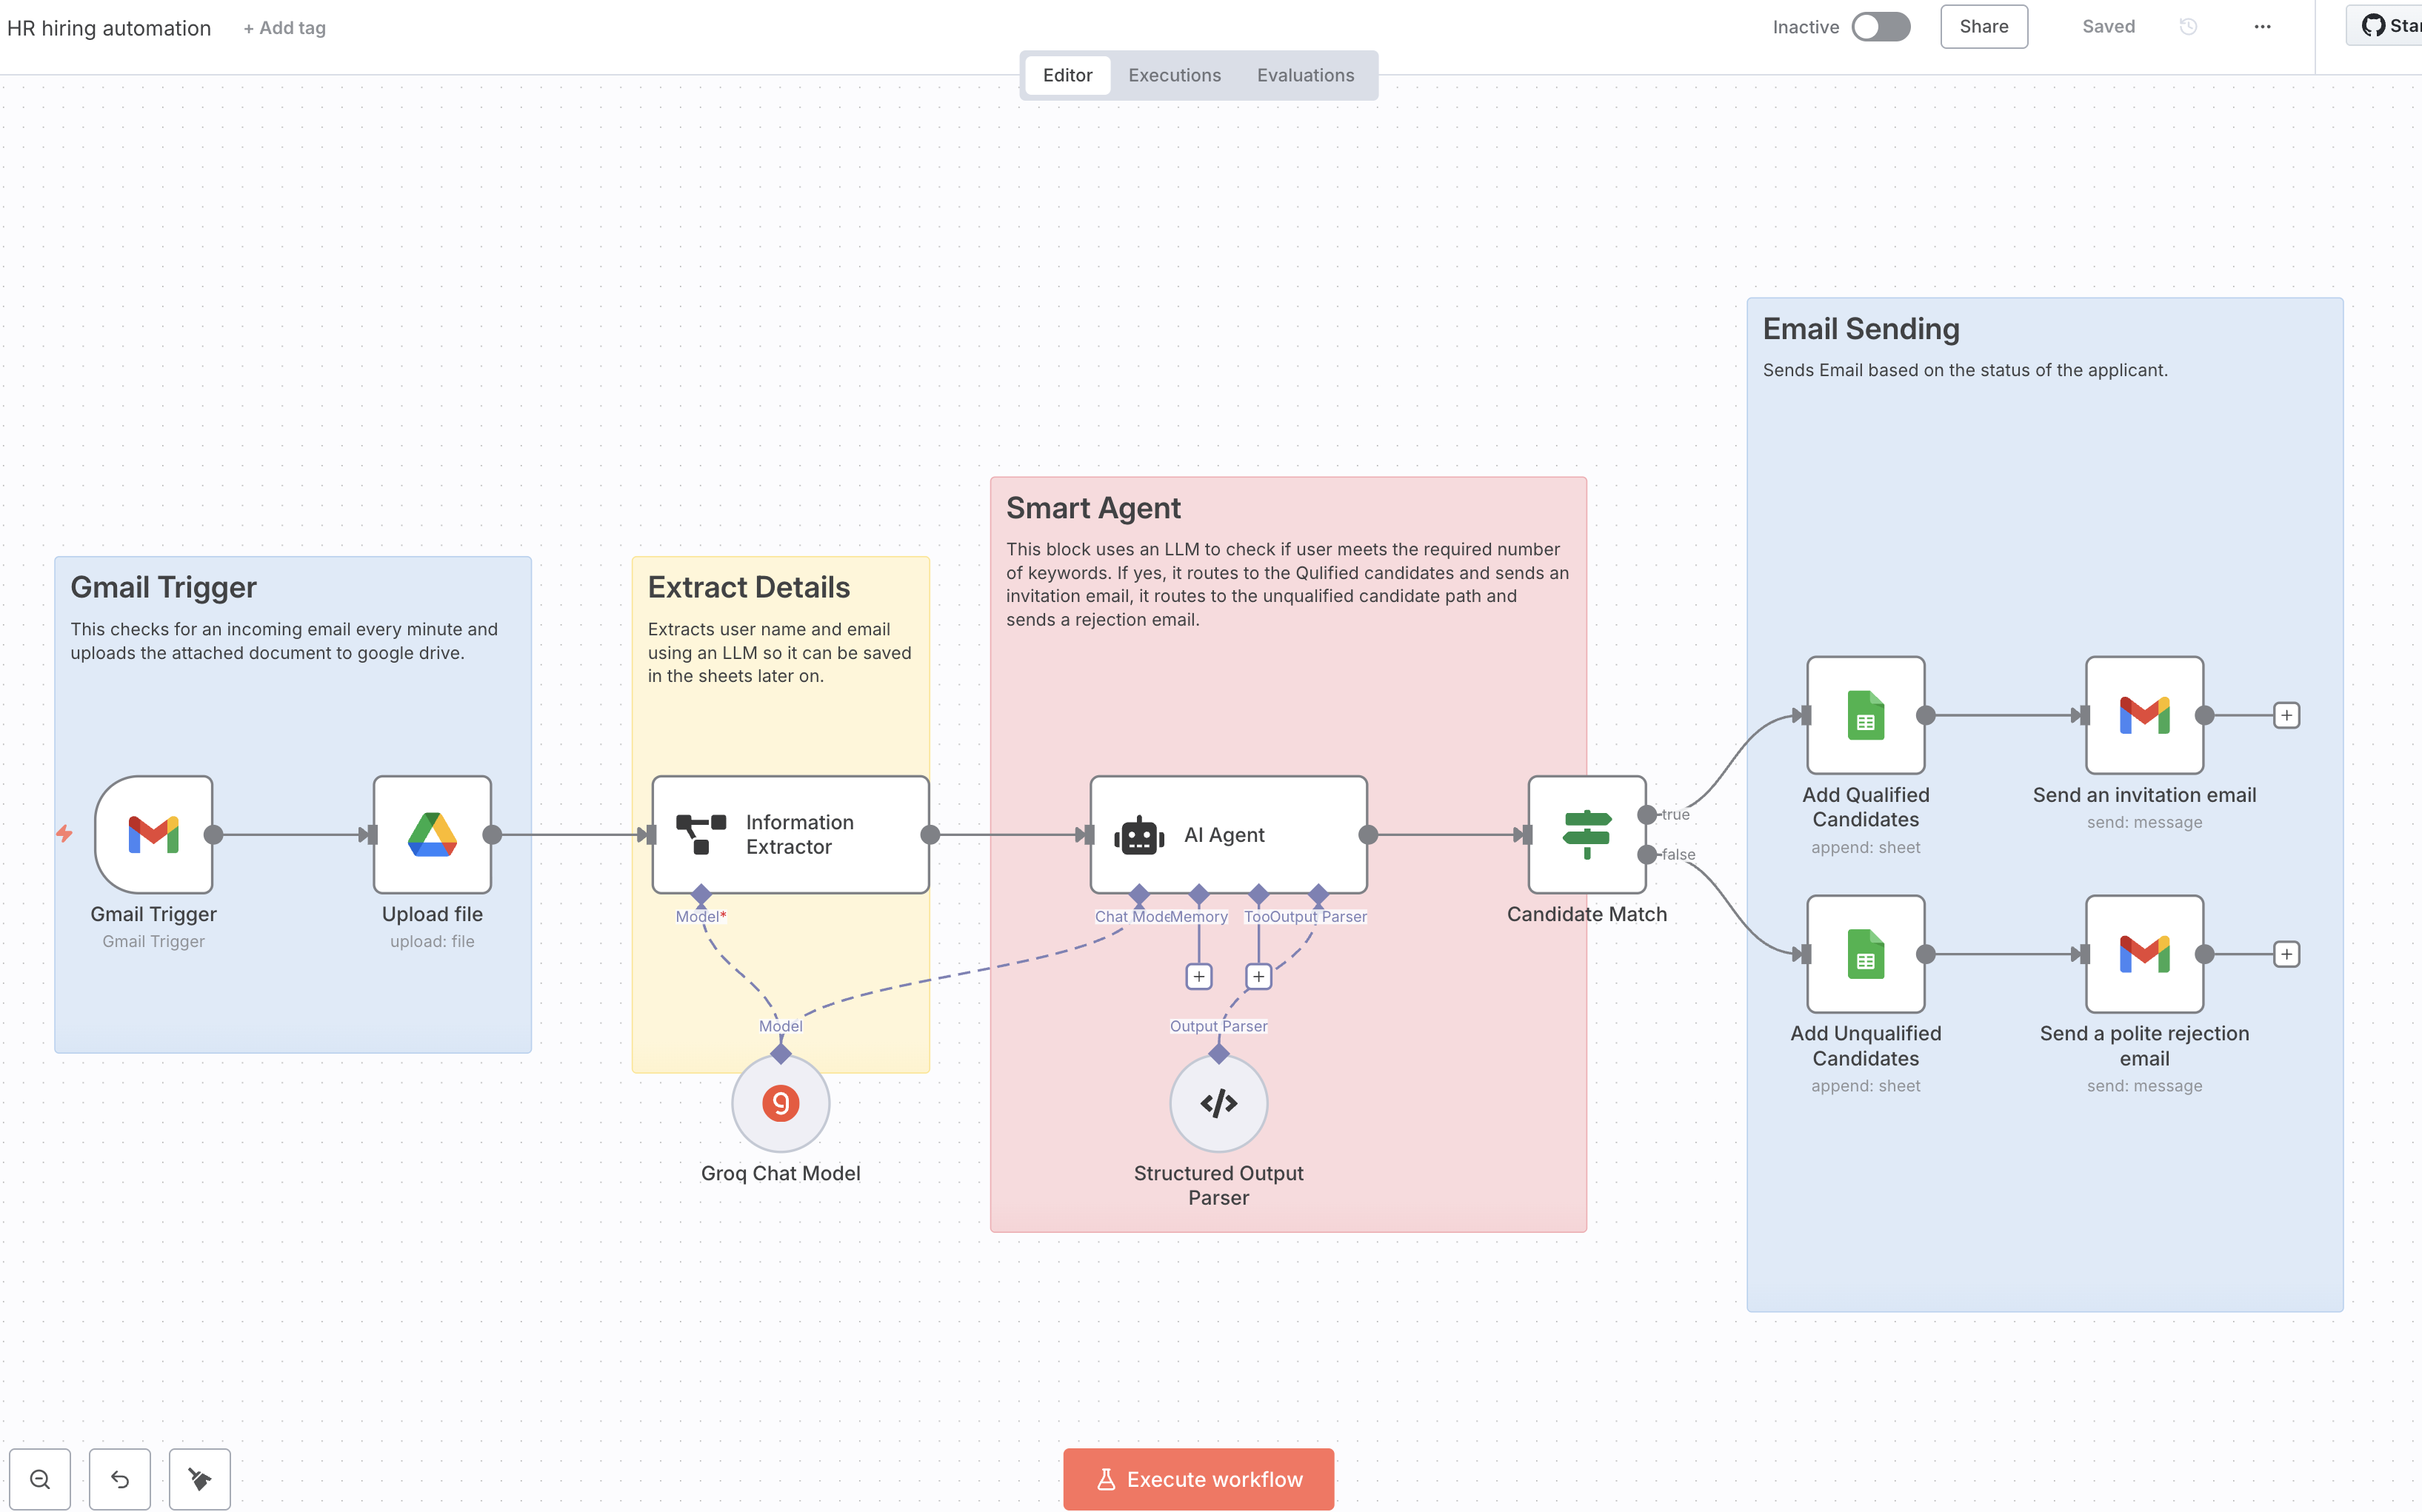 HR hiring automation
+ Add tag
Inactive
Share
Saved
Editor
Executions
Evaluations
Gmail Trigger
This checks for an incoming email every minute and
uploads the attached document to google drive.
Gmail Trigger
Gmail Trigger
Upload file
upload: file
Extract Details
Extracts user name and email
using an LLM so it can be saved
in the sheets later on.
Information
Extractor
Model*
Model
Groq Chat Model
Smart Agent
This block uses an LLM to check if user meets the required number
of keywords. If yes, it routes to the Qulified candidates and sends an
invitation email, it routes to the unqualified candidate path and
sends a rejection email.
AI Agent
Chat Mode
Memory
Too
Output Parser
Output Parser
Structured Output
Parser
Candidate Match
true
false
Email Sending
Sends Email based on the status of the applicant.
Add Qualified
Candidates
append: sheet
Send an invitation email
send: message
Add Unqualified
Candidates
append: sheet
Send a polite rejection
email
send: message
Execute workflow